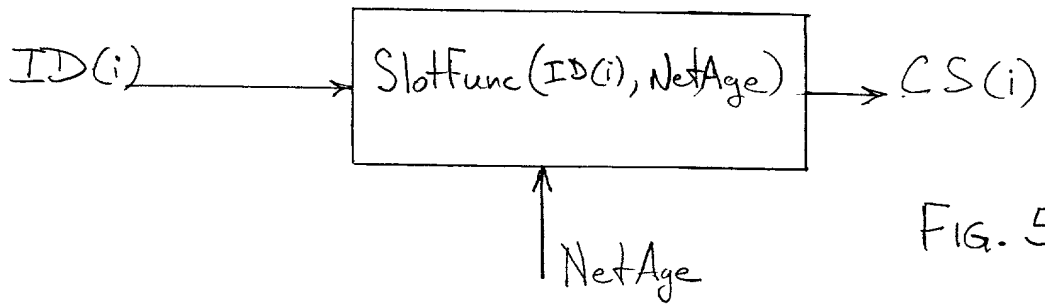 ID(i)
SlotFunc(ID(i), NetAge)
CS(i)
NetAge
FIG. 5